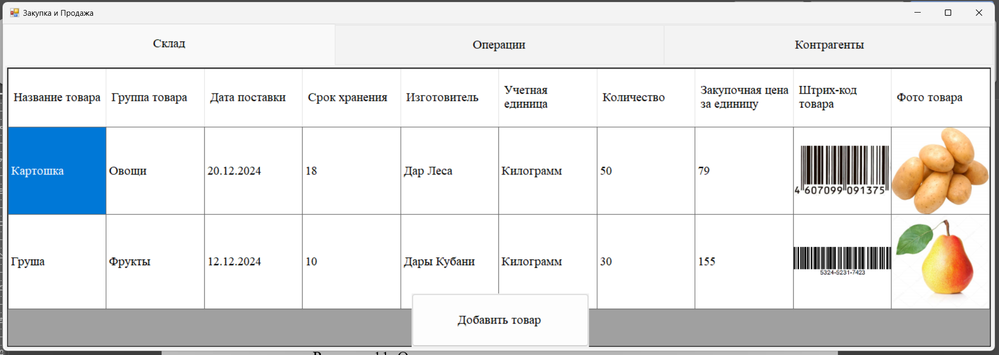 Закупка и Продажа
Склад
Операции
Контрагенты
Название товара
Группа товара
Дата поставки
Срок хранения
Изготовитель
Учетная
единица
Количество
Закупочная цена
за единицу
Штрих-код
товара
Фото товара
Картошка
Овощи
20.12.2024
18
Дар Леса
Килограмм
50
79
4 607099 091375
Груша
Фрукты
12.12.2024
10
Дары Кубани
Килограмм
30
155
5324-5231-7423
Добавить товар